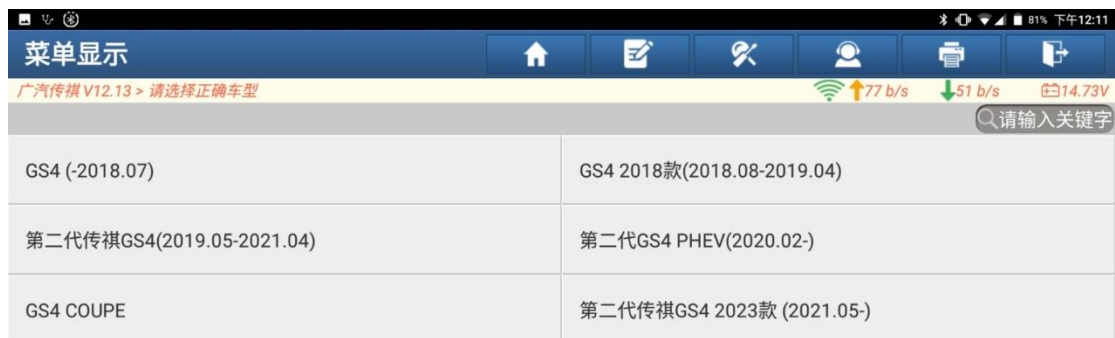 81% 下午12:11
菜单显示
广汽传祺 V12.13 > 请选择正确车型
77 b/s 51 b/s 14.73V
请输入关键字
GS4 (-2018.07)
GS4 2018款(2018.08-2019.04)
第二代传祺GS4(2019.05-2021.04)
第二代GS4 PHEV(2020.02-)
GS4 COUPE
第二代传祺GS4 2023款 (2021.05-)